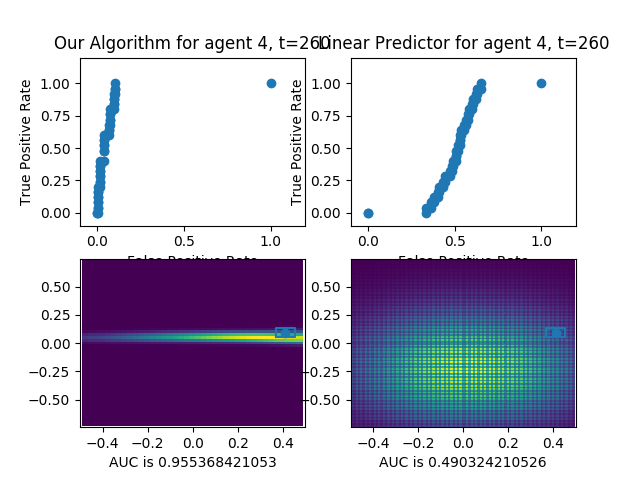 Our Algorithm for agent 4, t=260
Linear Predictor for agent 4, t=260
True Positive Rate
1.00
0.75
0.50
0.25
0.00
0.0 0.5 1.0
False Positive Rate
True Positive Rate
1.00
0.75
0.50
0.25
0.00
0.0 0.5 1.0
False Positive Rate
0.50
0.25
0.00
−0.25
−0.50
−0.4 −0.2 0.0 0.2 0.4
AUC is 0.955368421053
0.50
0.25
0.00
−0.25
−0.50
−0.4 −0.2 0.0 0.2 0.4
AUC is 0.490324210526